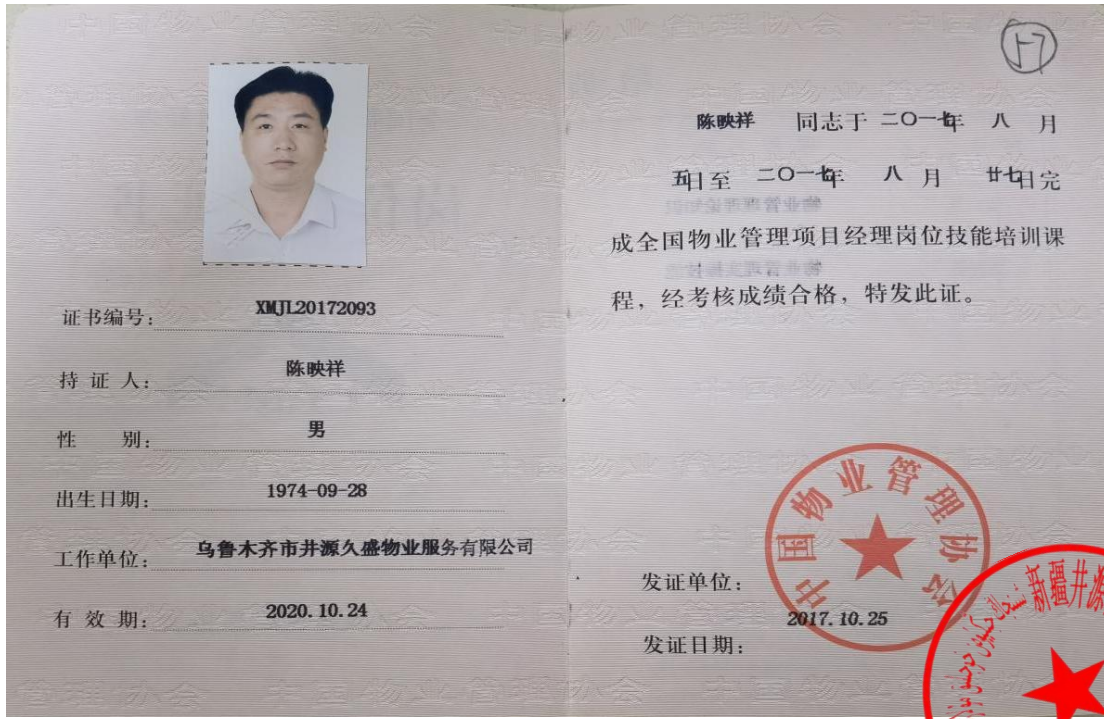 证书编号：XMJL20172093
持 证 人：陈映祥
性 别：男
出生日期：1974-09-28
工作单位：乌鲁木齐市井源久盛物业服务有限公司
有 效 期：2020.10.24
57
陈映祥 同志于 二〇一七年 八 月
五日至 二〇一七年 八 月 廿七日完
成全国物业管理项目经理岗位技能培训课
程，经考核成绩合格，特发此证。
中国物业管理协会
发证单位：
2017.10.25
发证日期：
新疆井源